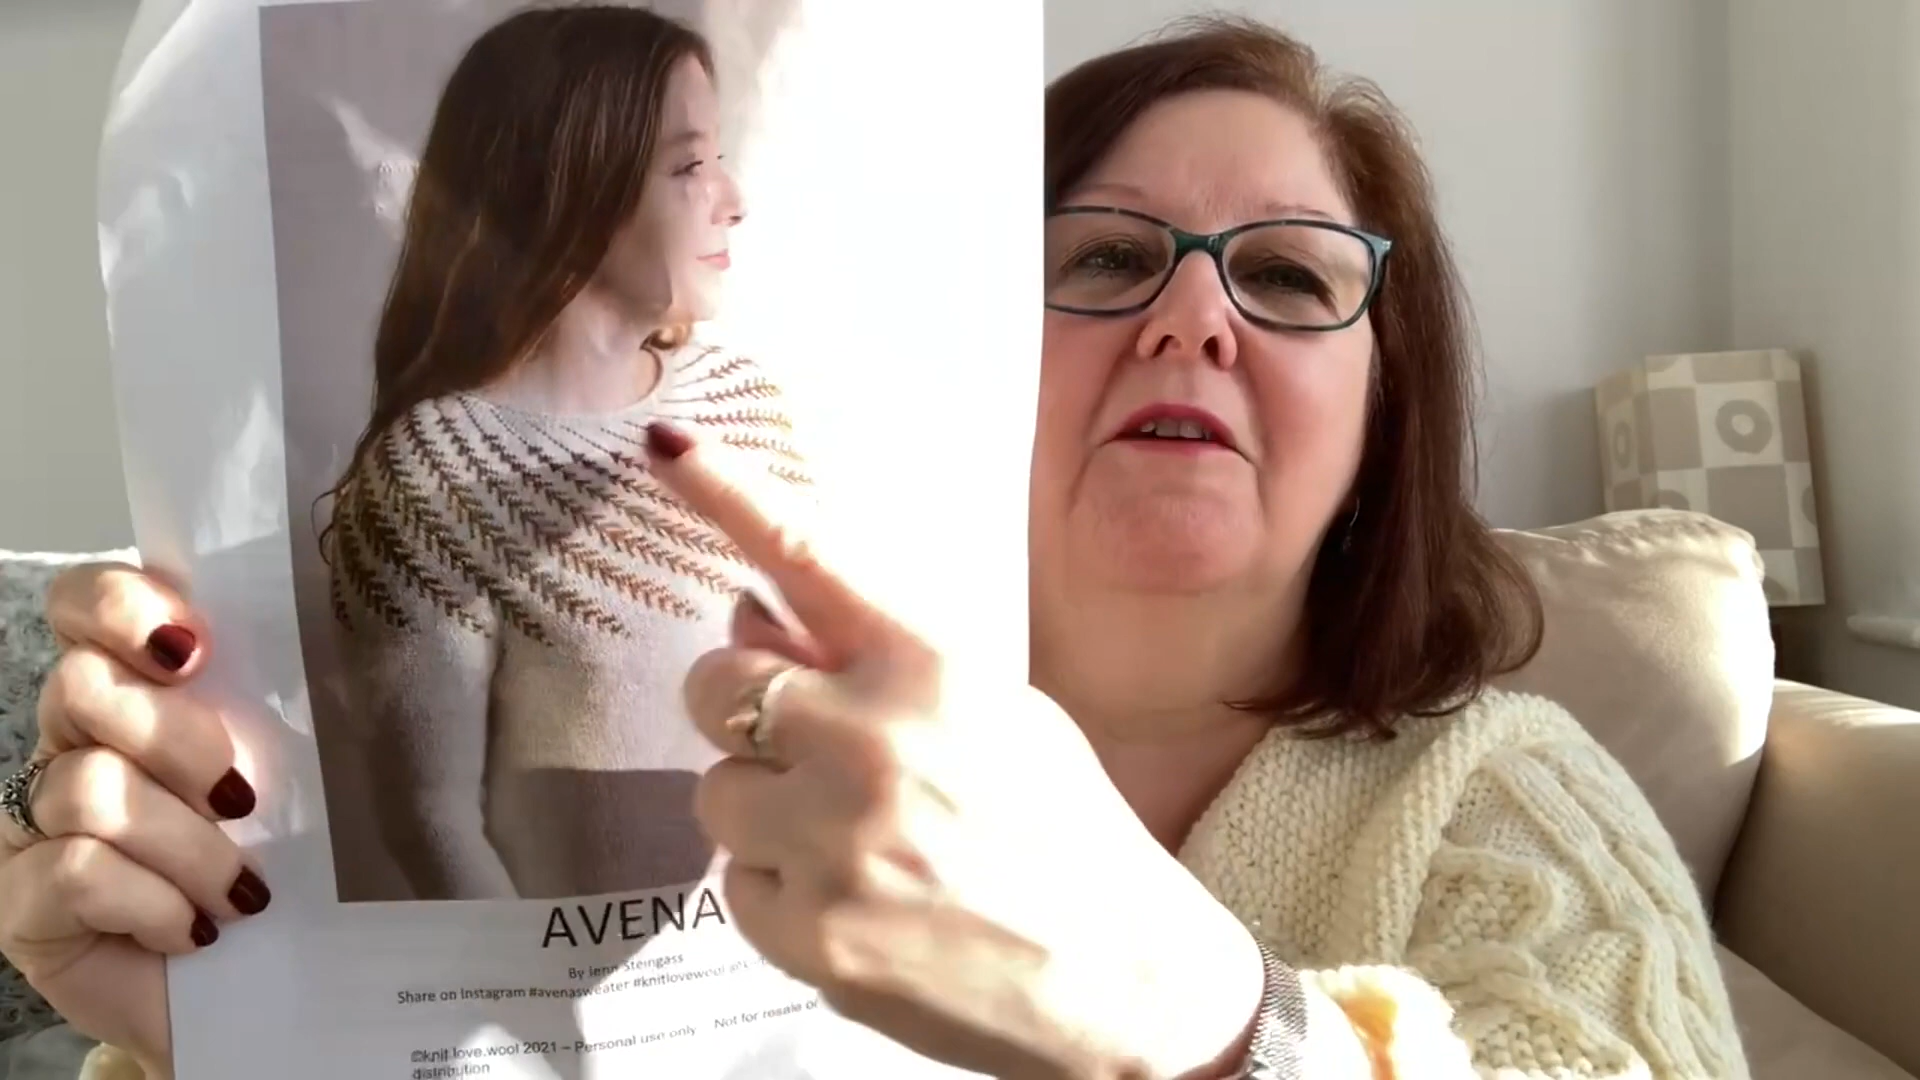 AVENA
By Jenn Steingass
Share on Instagram #avenasweater #knitlovewool
©knit.love.wool 2021 – Personal use only Not for resale or
distribution